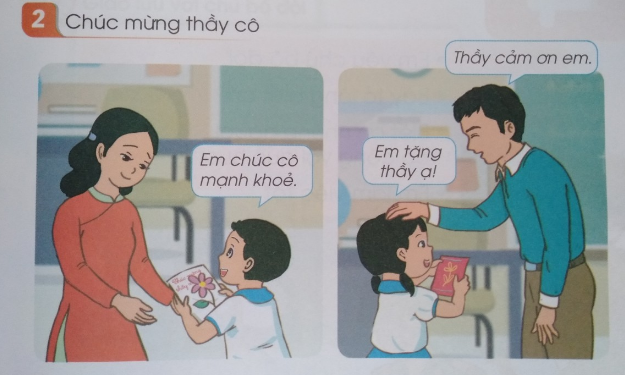 2 Chúc mừng thầy cô
Em chúc cô
mạnh khoẻ.
Thầy cảm ơn em.
Em tặng
thầy ạ!